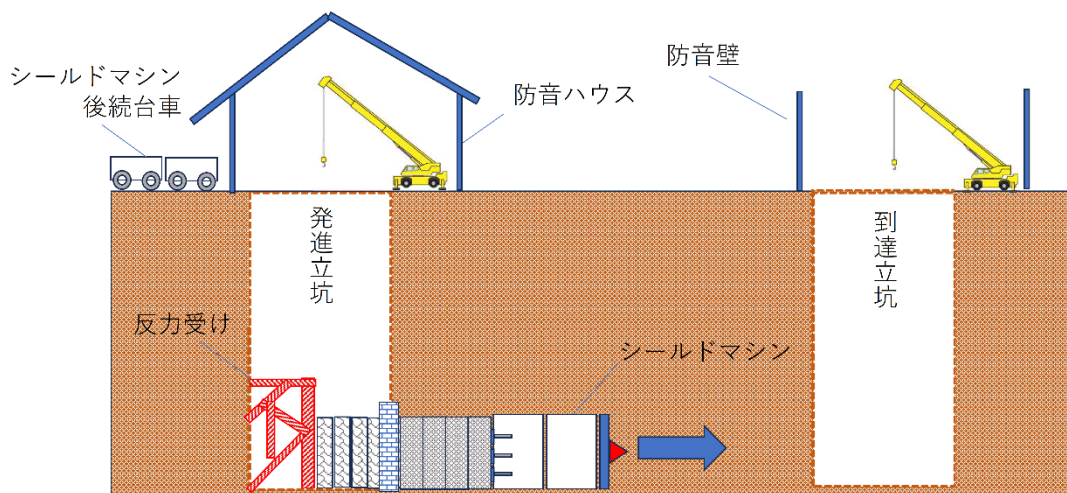 シールドマシン
後続台車
防音ハウス
防音壁
発進立坑
到達立坑
反力受け
シールドマシン